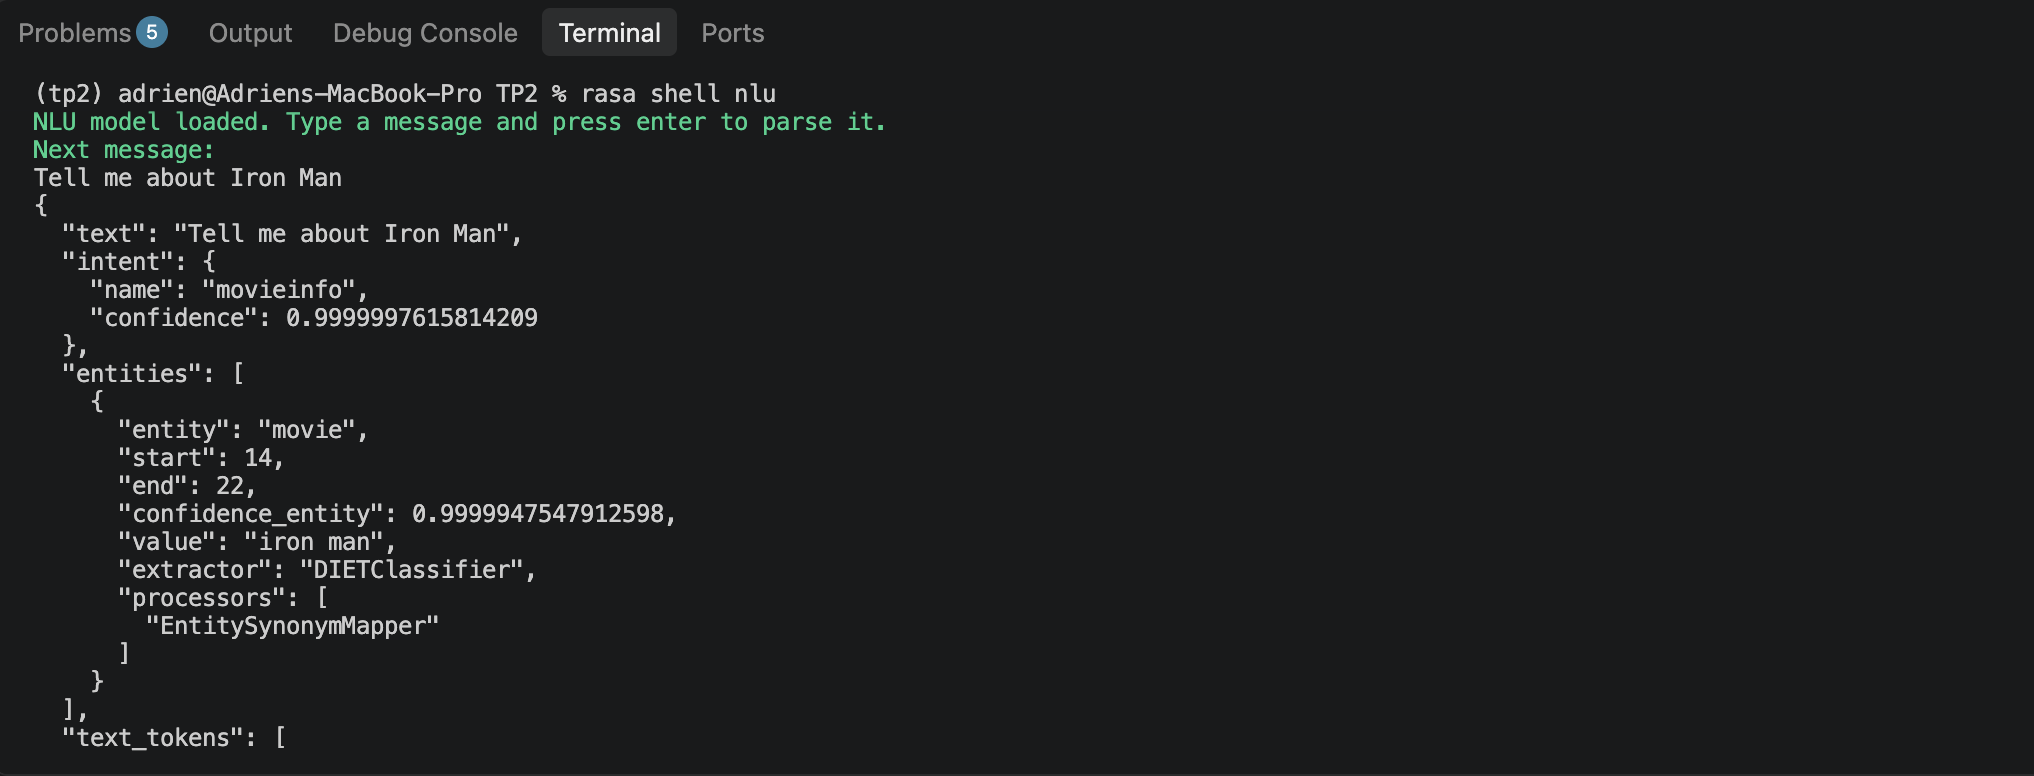 Problems 5 Output Debug Console Terminal Ports
(tp2) adrien@Adriens-MacBook-Pro TP2 % rasa shell nlu
NLU model loaded. Type a message and press enter to parse it.
Next message:
Tell me about Iron Man
{
  "text": "Tell me about Iron Man",
  "intent": {
    "name": "movieinfo",
    "confidence": 0.9999997615814209
  },
  "entities": [
    {
      "entity": "movie",
      "start": 14,
      "end": 22,
      "confidence_entity": 0.9999947547912598,
      "value": "iron man",
      "extractor": "DIETClassifier",
      "processors": [
        "EntitySynonymMapper"
      ]
    }
  ],
  "text_tokens": [